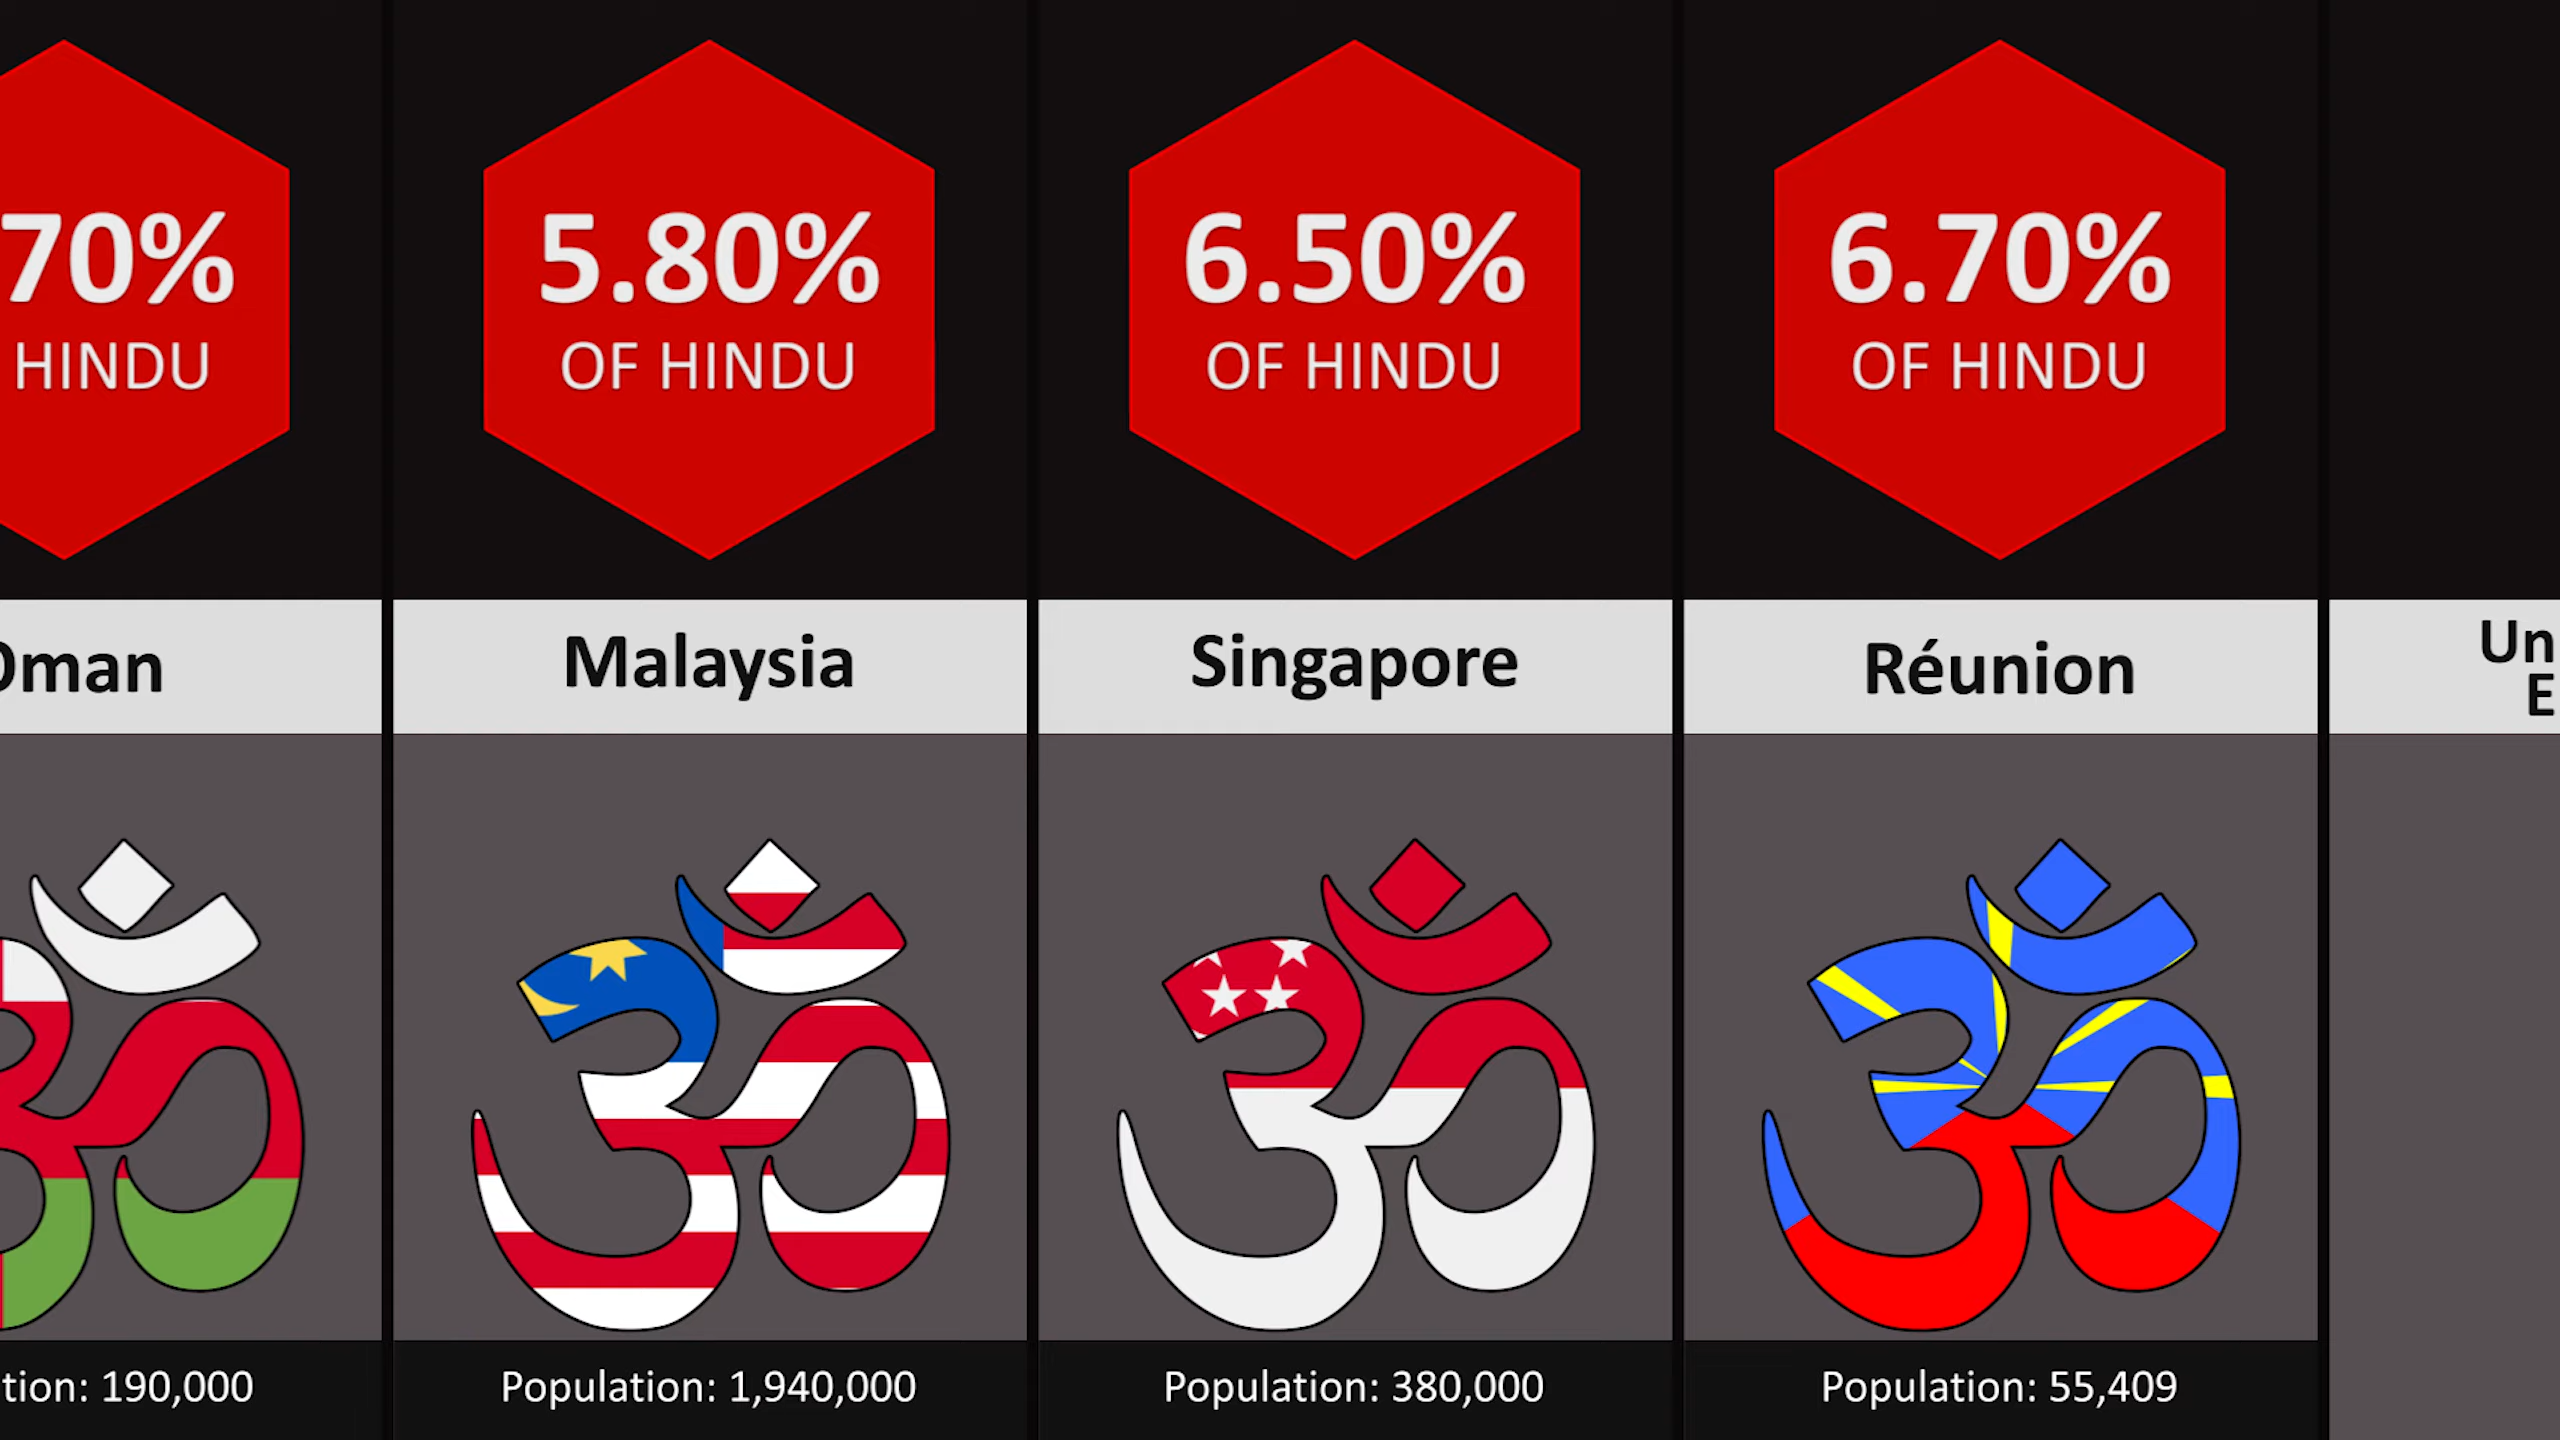 70%
HINDU
5.80%
OF HINDU
6.50%
OF HINDU
6.70%
OF HINDU
Oman
Malaysia
Singapore
Réunion
Un
E
tion: 190,000
Population: 1,940,000
Population: 380,000
Population: 55,409